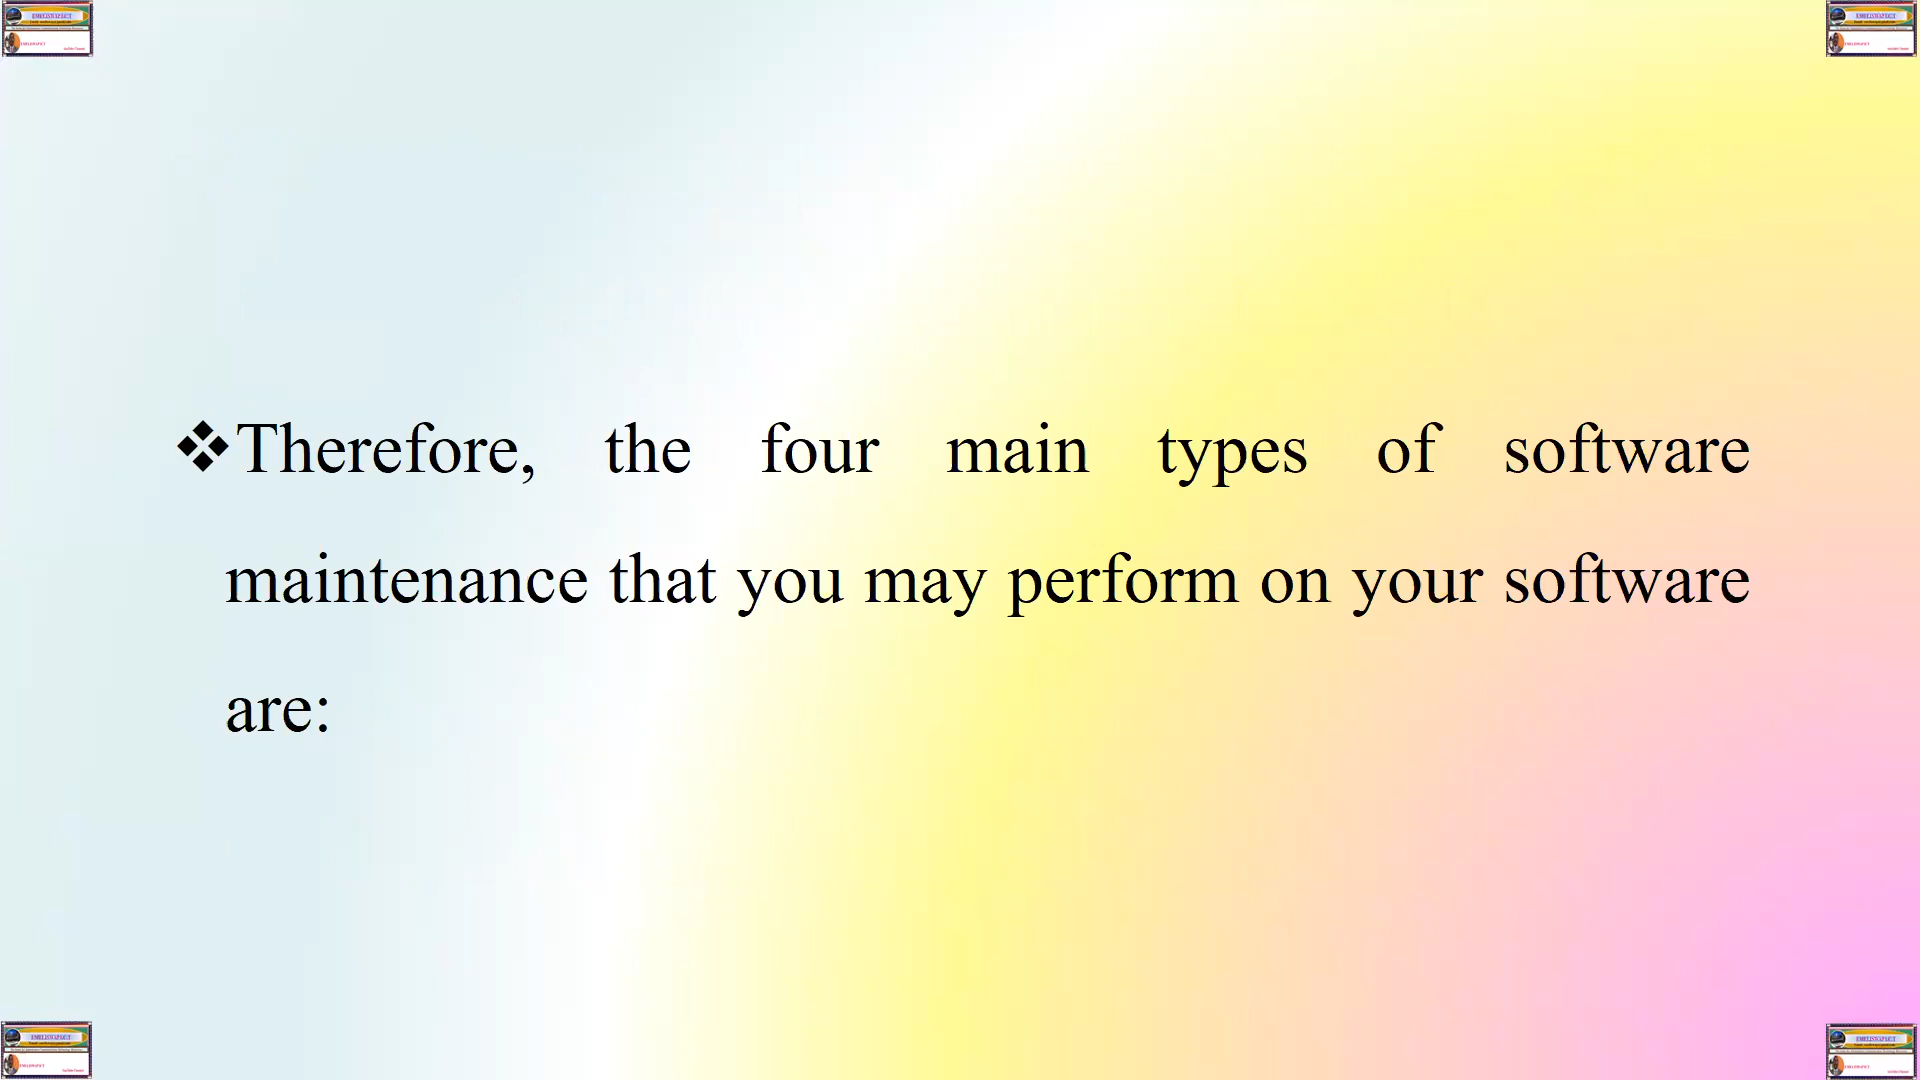 ❖Therefore, the four main types of software
maintenance that you may perform on your software
are: